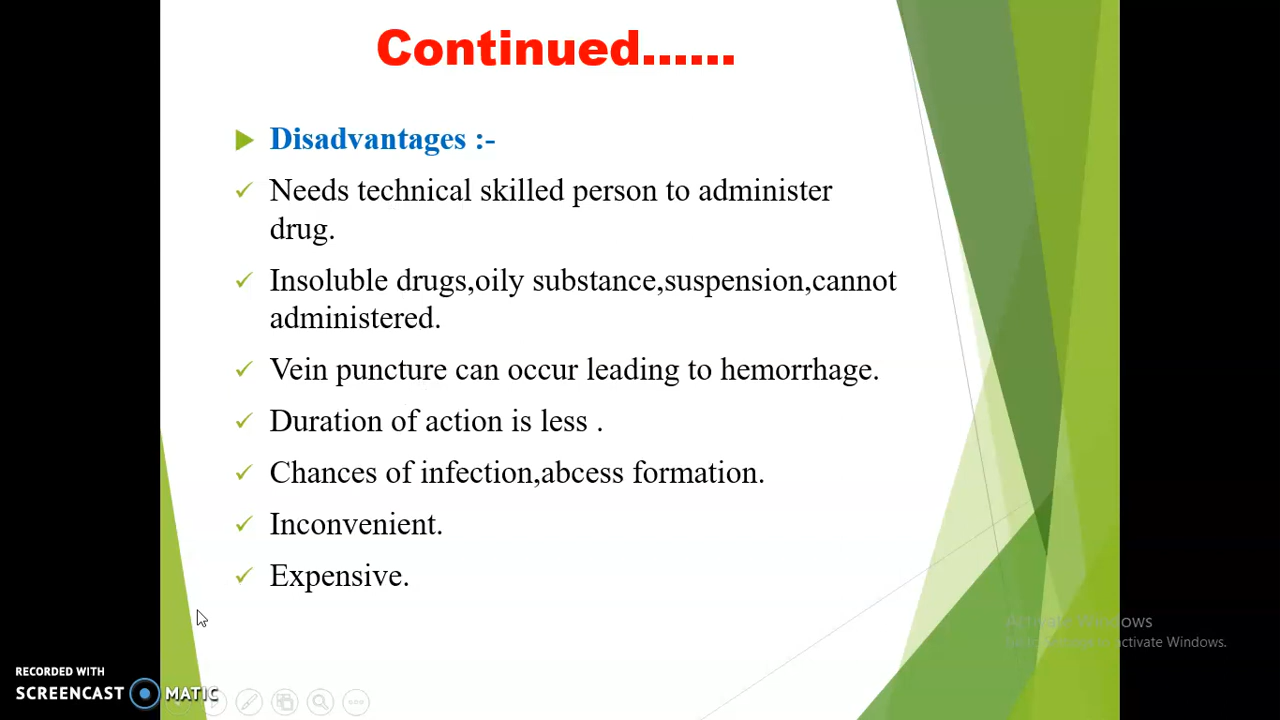 Continued......
Disadvantages :-
Needs technical skilled person to administer
drug.
Insoluble drugs,oily substance,suspension,cannot
administered.
Vein puncture can occur leading to hemorrhage.
Duration of action is less .
Chances of infection,abcess formation.
Inconvenient.
Expensive.
Activate Windows
activate Windows.
RECORDED WITH
SCREENCAST MATIC